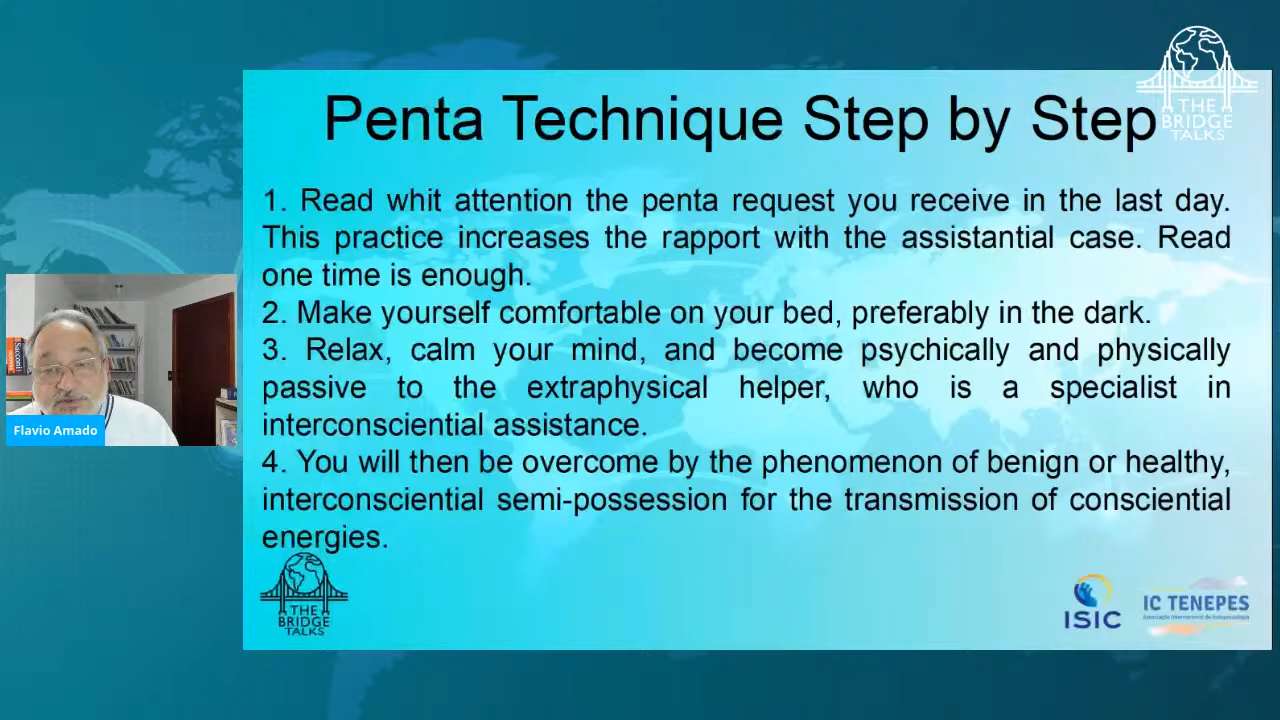 THE
BRIDGE
TALKS
Penta Technique Step by Step
1. Read whit attention the penta request you receive in the last day.
This practice increases the rapport with the assistantial case. Read
one time is enough.
2. Make yourself comfortable on your bed, preferably in the dark.
3. Relax, calm your mind, and become psychically and physically
passive to the extraphysical helper, who is a specialist in
interconsciential assistance.
4. You will then be overcome by the phenomenon of benign or healthy,
interconsciential semi-possession for the transmission of consciential
energies.
Sacconi
Flavio Amado
THE
BRIDGE
TALKS
ISIC
IC TENEPES
Associação Internacional de Tenepessologia